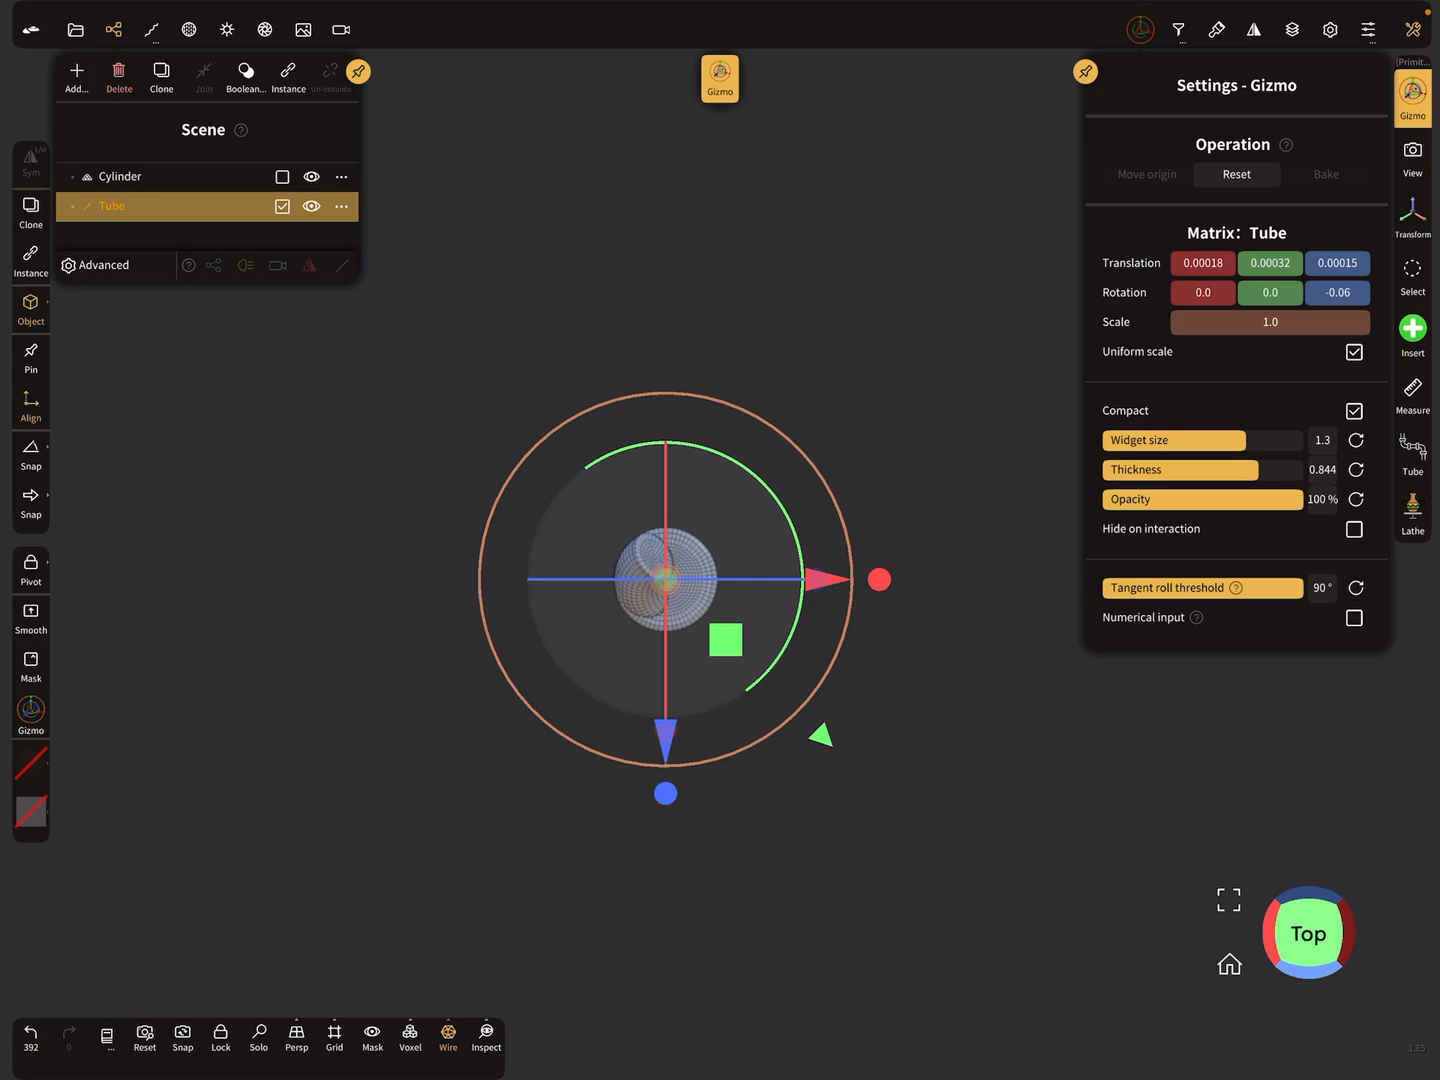 Add...
Delete
Clone
Join
Boolean...
Instance
Un-instance
Gizmo
Scene ?
Cylinder
Tube
Advanced
?
L/W
Sym
Clone
Instance
Object
Pin
Align
Snap
Snap
Pivot
Smooth
Mask
Gizmo
Settings - Gizmo
Operation ?
Move origin
Reset
Bake
Matrix: Tube
Translation 0.00018 0.00032 0.00015
Rotation 0.0 0.0 -0.06
Scale 1.0
Uniform scale
Compact
Widget size 1.3
Thickness 0.844
Opacity 100 %
Hide on interaction
Tangent roll threshold ? 90 °
Numerical input ?
(Primit...
Gizmo
View
Transform
Select
Insert
Measure
Tube
Lathe
Top
392
0
...
Reset
Snap
Lock
Solo
Persp
Grid
Mask
Voxel
Wire
Inspect
1.85